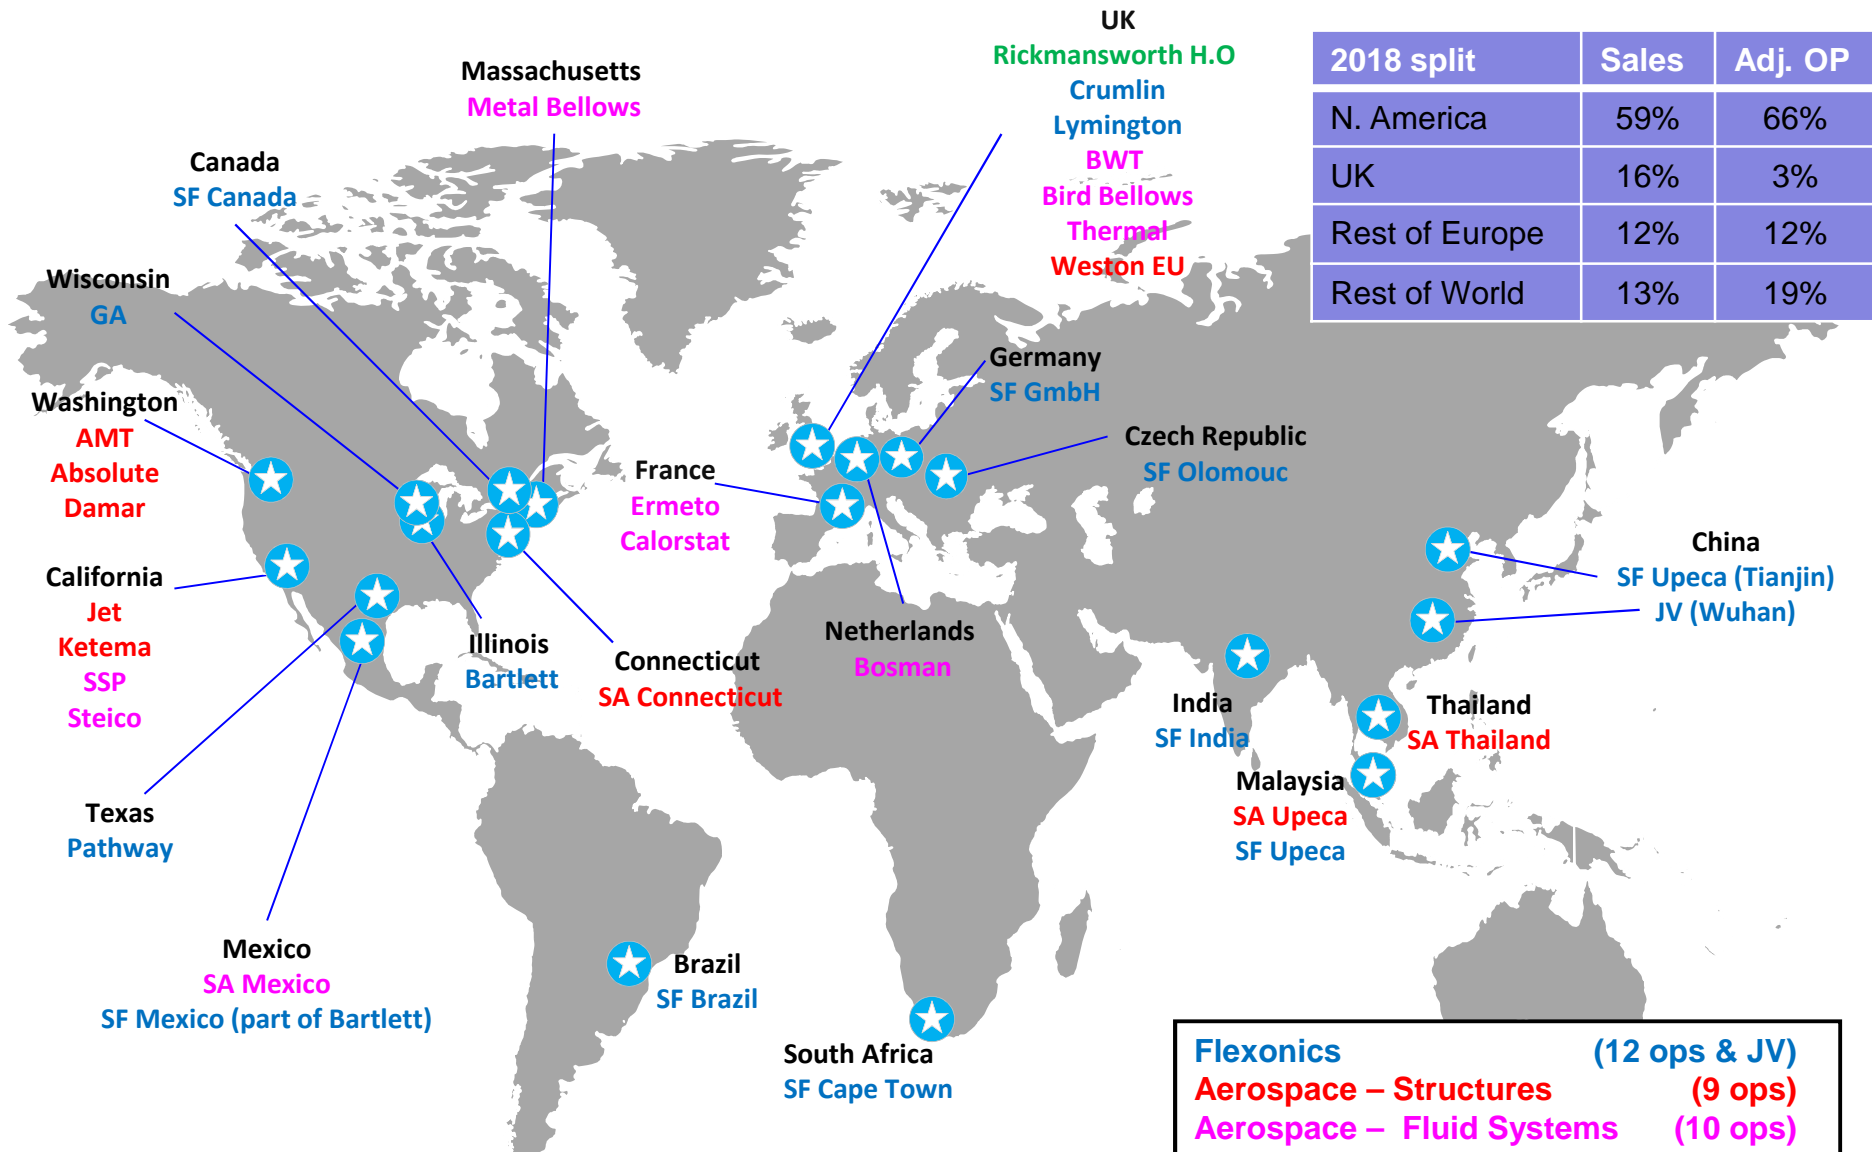 UK
Rickmansworth H.O
Crumlin
Lymington
BWT
Bird Bellows
Thermal
Weston EU
2018 split Sales Adj. OP
N. America 59% 66%
UK 16% 3%
Rest of Europe 12% 12%
Rest of World 13% 19%
Massachusetts
Metal Bellows
Canada
SF Canada
Wisconsin
GA
Washington
AMT
Absolute
Damar
California
Jet
Ketema
SSP
Steico
Texas
Pathway
Mexico
SA Mexico
SF Mexico (part of Bartlett)
Illinois
Bartlett
Connecticut
SA Connecticut
France
Ermeto
Calorstat
Germany
SF GmbH
Czech Republic
SF Olomouc
Netherlands
Bosman
China
SF Upeca (Tianjin)
JV (Wuhan)
India
SF India
Thailand
SA Thailand
Malaysia
SA Upeca
SF Upeca
Brazil
SF Brazil
South Africa
SF Cape Town
Flexonics (12 ops & JV)
Aerospace – Structures (9 ops)
Aerospace – Fluid Systems (10 ops)